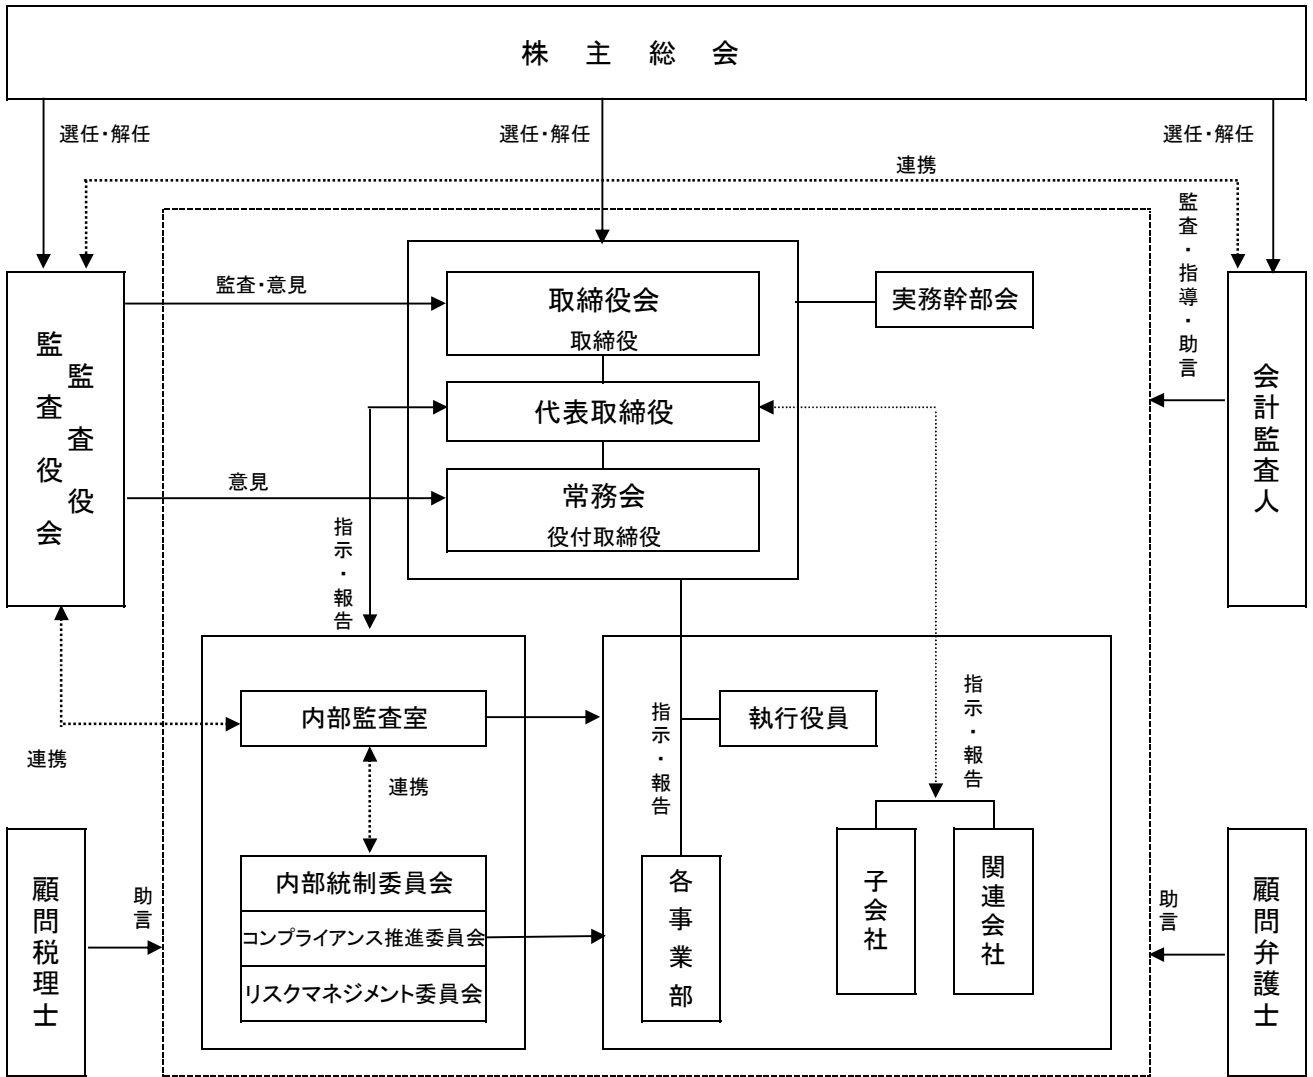 株主総会
選任・解任
選任・解任
選任・解任
連携
監査・指導・助言
監査・意見
取締役会
取締役
実務幹部会
監査役会
監査役
代表取締役
会計監査人
意見
常務会
役付取締役
指示・報告
内部監査室
執行役員
指示・報告
指示・報告
連携
連携
内部統制委員会
コンプライアンス推進委員会
リスクマネジメント委員会
各事業部
子会社
関連会社
顧問税理士
助言
助言
顧問弁護士